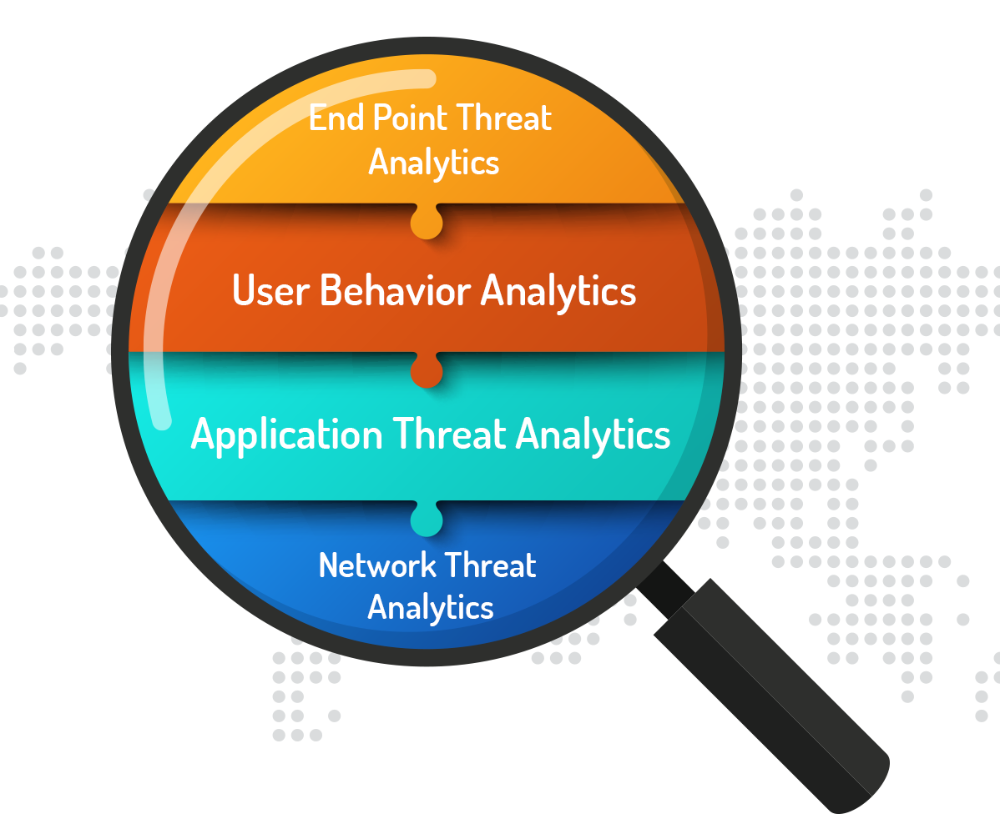 End Point Threat
Analytics
User Behavior Analytics
Application Threat Analytics
Network Threat
Analytics